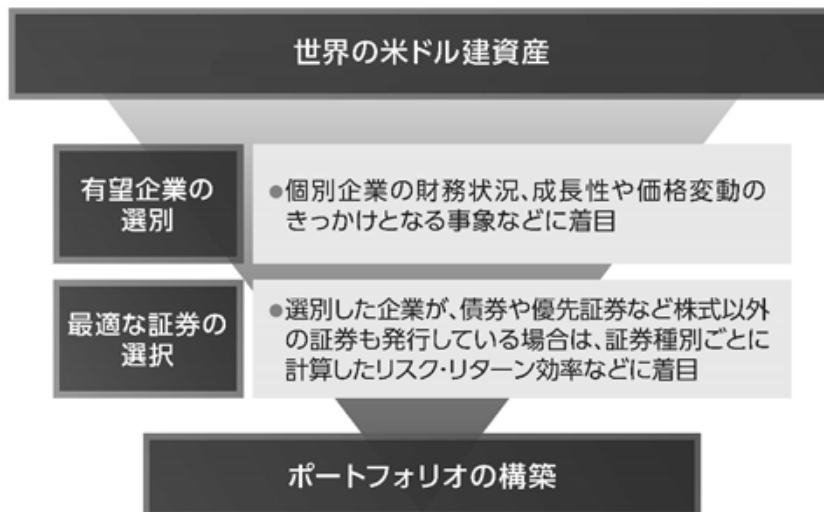 世界の米ドル建資産
有望企業の
選別
●個別企業の財務状況、成長性や価格変動の
きっかけとなる事象などに着目
最適な証券の
選択
●選別した企業が、債券や優先証券など株式以外
の証券も発行している場合は、証券種別ごとに
計算したリスク・リターン効率などに着目
ポートフォリオの構築